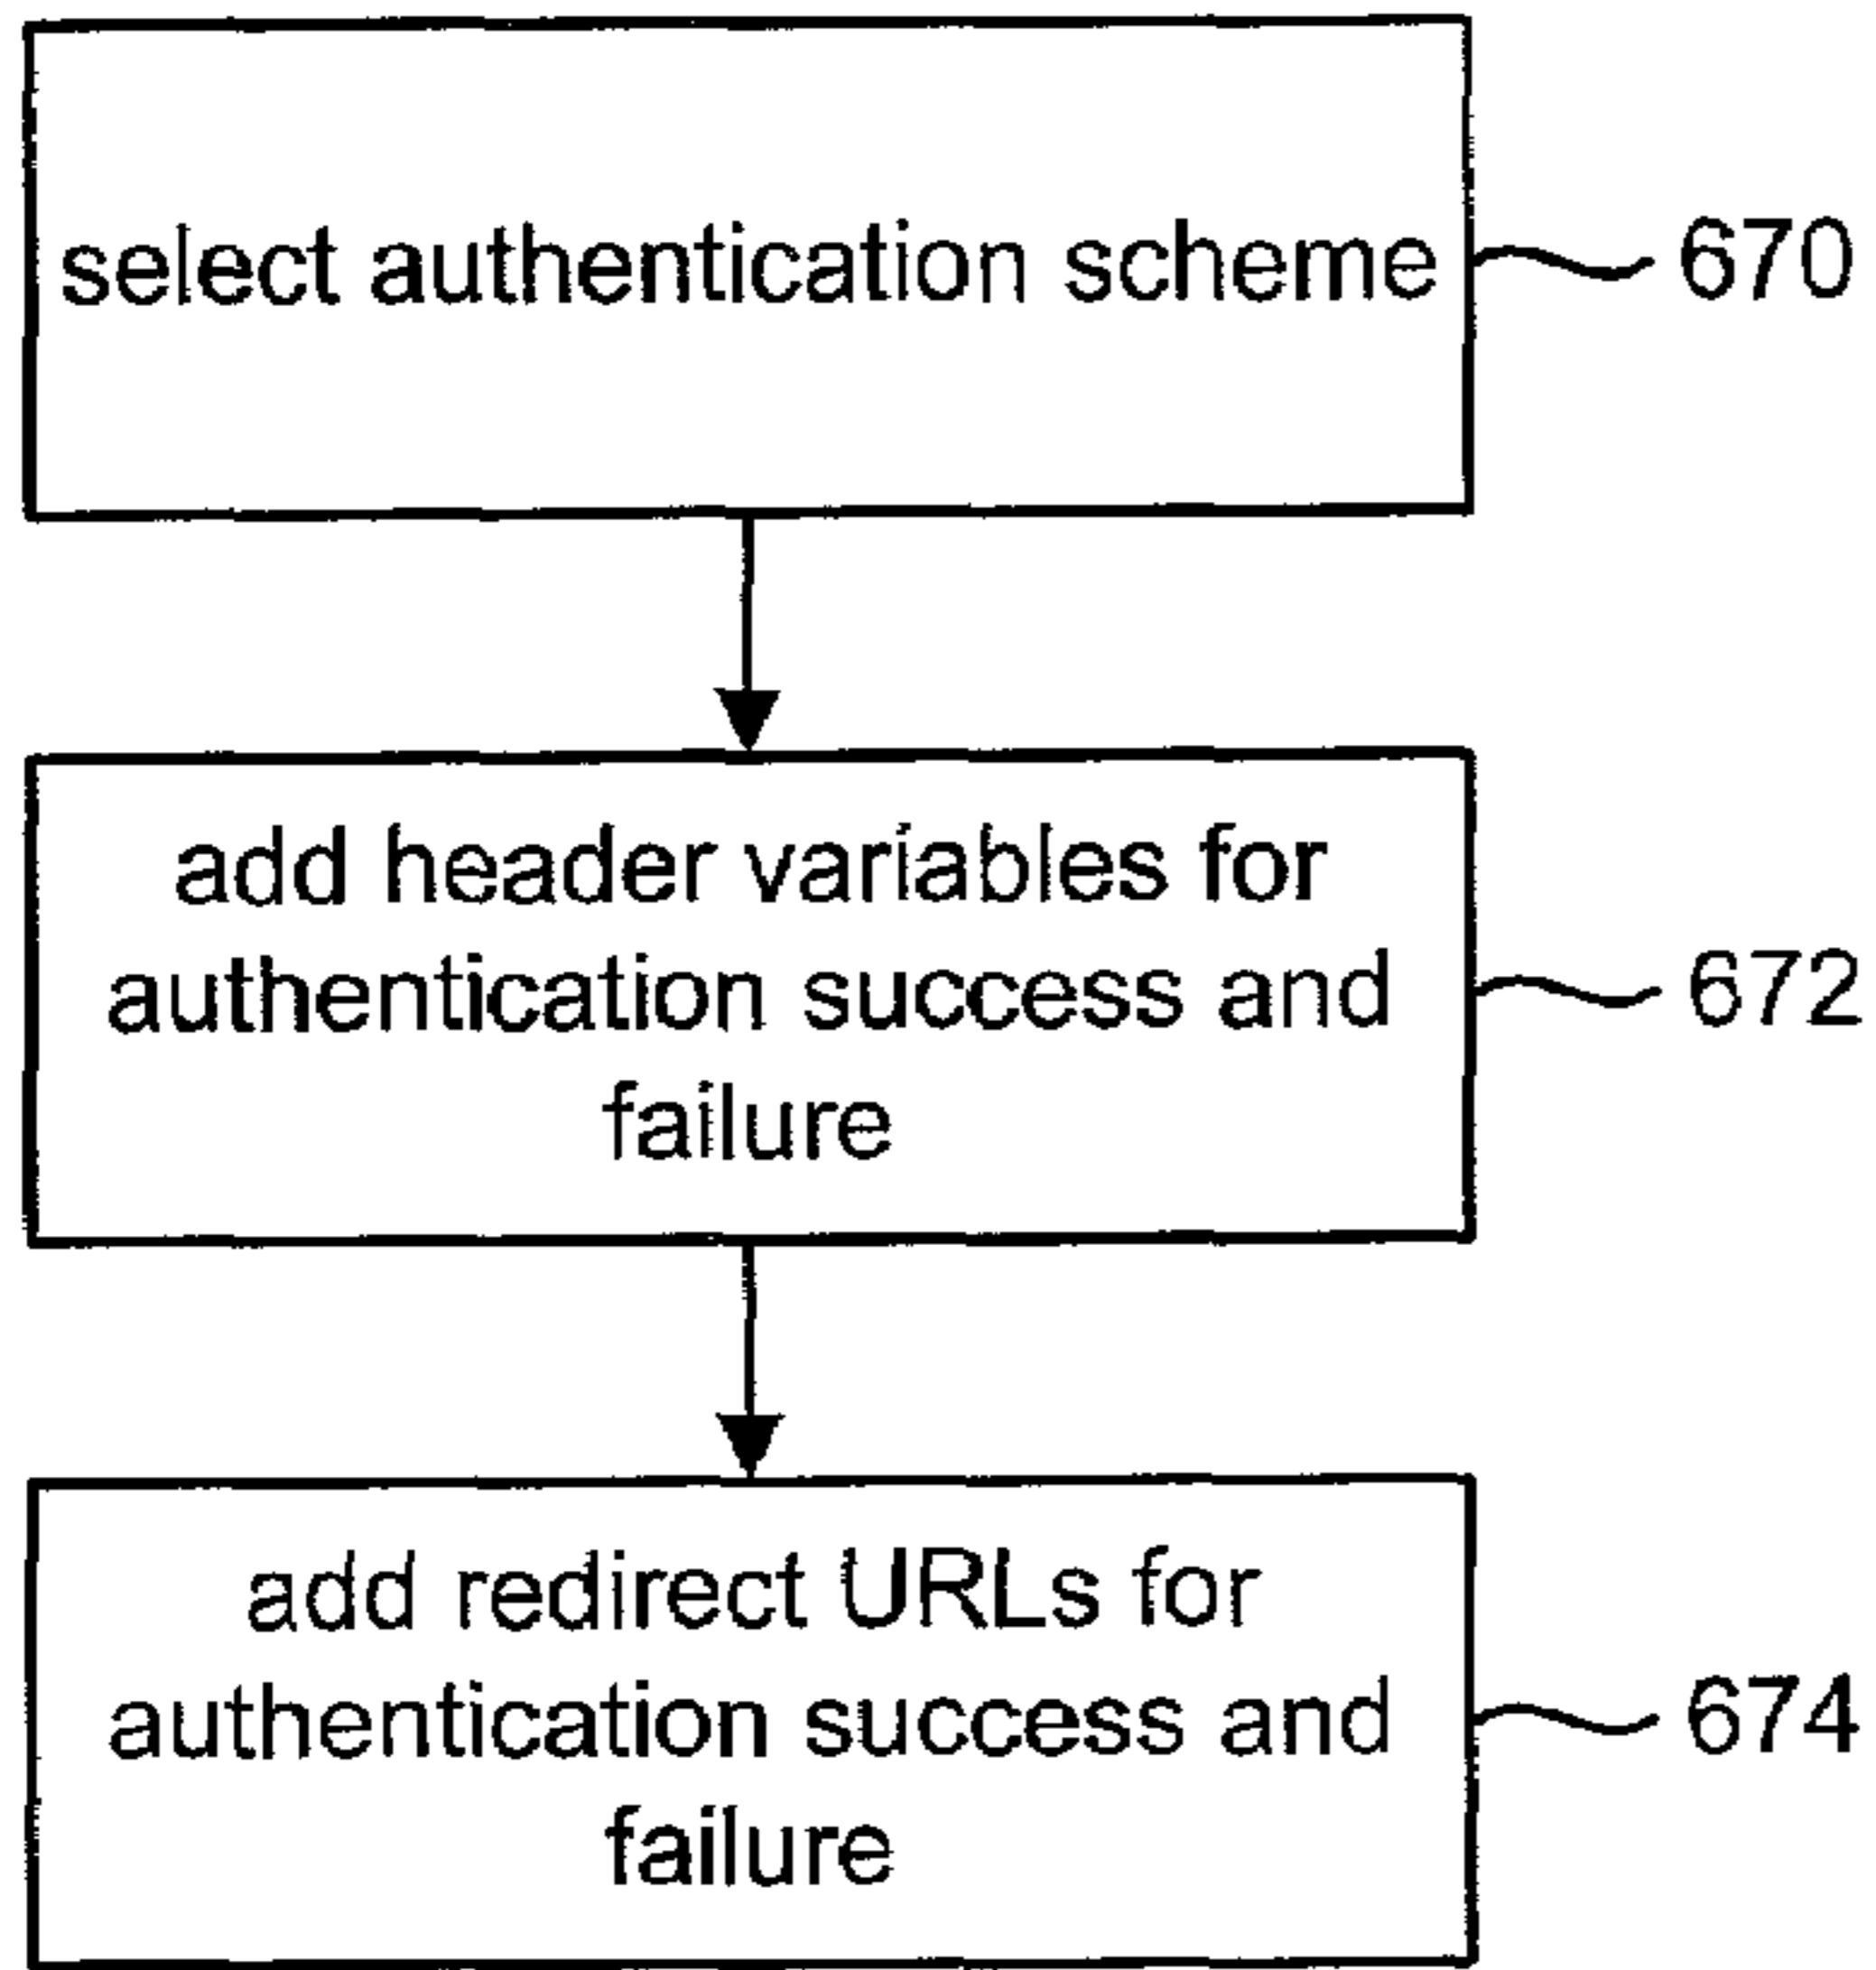 select authentication scheme
670
add header variables for
authentication success and
failure
672
add redirect URLs for
authentication success and
failure
674